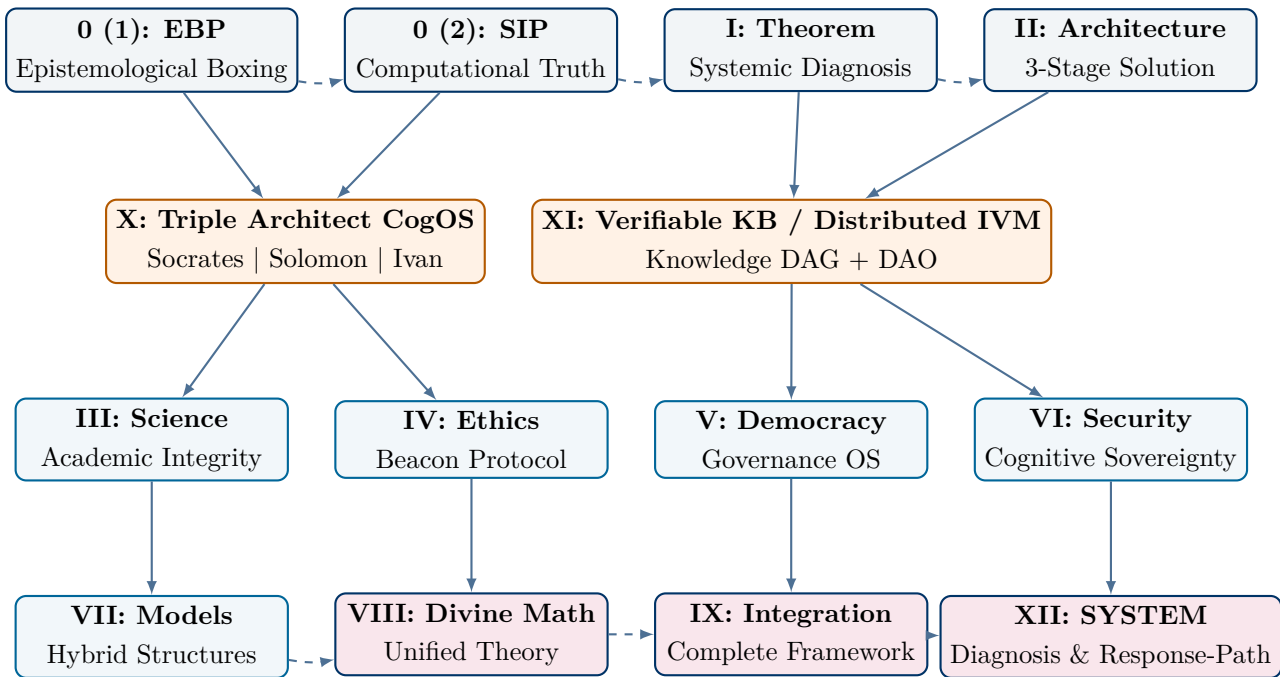 0 (1): EBP
Epistemological Boxing
0 (2): SIP
Computational Truth
I: Theorem
Systemic Diagnosis
II: Architecture
3-Stage Solution
X: Triple Architect CogOS
Socrates | Solomon | Ivan
XI: Verifiable KB / Distributed IVM
Knowledge DAG + DAO
III: Science
Academic Integrity
IV: Ethics
Beacon Protocol
V: Democracy
Governance OS
VI: Security
Cognitive Sovereignty
VII: Models
Hybrid Structures
VIII: Divine Math
Unified Theory
IX: Integration
Complete Framework
XII: SYSTEM
Diagnosis & Response-Path